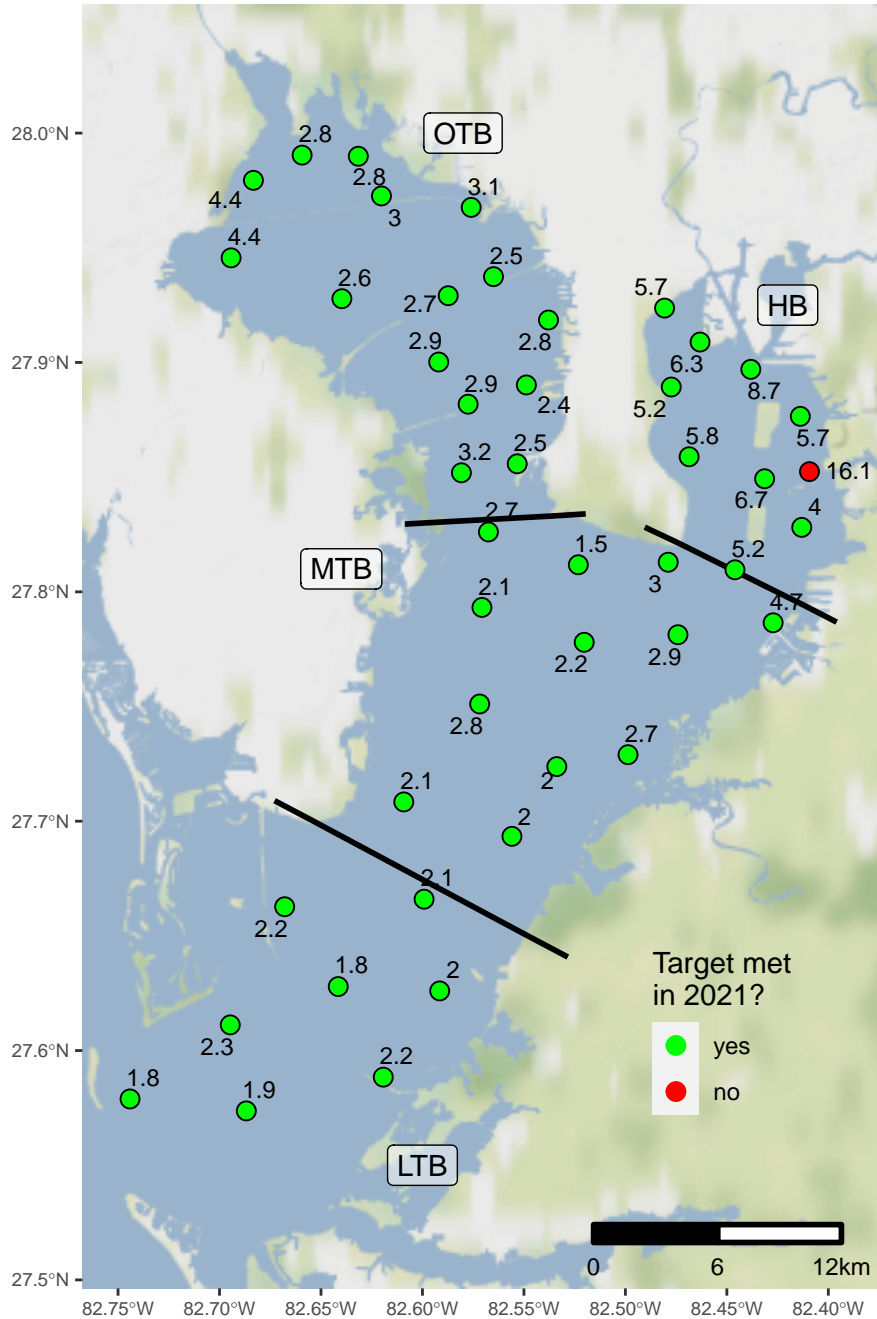 28.0°N
27.9°N
27.8°N
27.7°N
27.6°N
27.5°N
OTB
2.8
2.8
4.4
3
3.1
4.4
2.5
2.6
2.7
2.8
2.9
2.9
2.4
3.2
2.5
HB
5.7
6.3
8.7
5.2
5.7
5.8
16.1
6.7
4
5.2
4.7
MTB
2.7
1.5
3
2.1
2.2
2.9
2.8
2.7
2
2.1
2
2.1
2.2
1.8
2
2.3
2.2
1.8
1.9
LTB
Target met
in 2021?
yes
no
0 6 12km
82.75°W 82.70°W 82.65°W 82.60°W 82.55°W 82.50°W 82.45°W 82.40°W